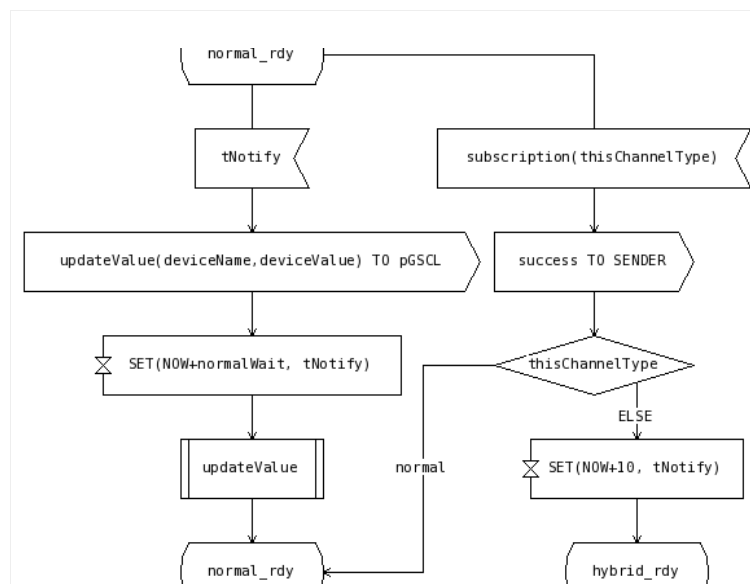 normal_rdy
tNotify
subscription(thisChannelType)
updateValue(deviceName,deviceValue) TO pGSCL
success TO SENDER
SET(NOW+normalWait, tNotify)
thisChannelType
ELSE
updateValue
normal
SET(NOW+10, tNotify)
normal_rdy
hybrid_rdy